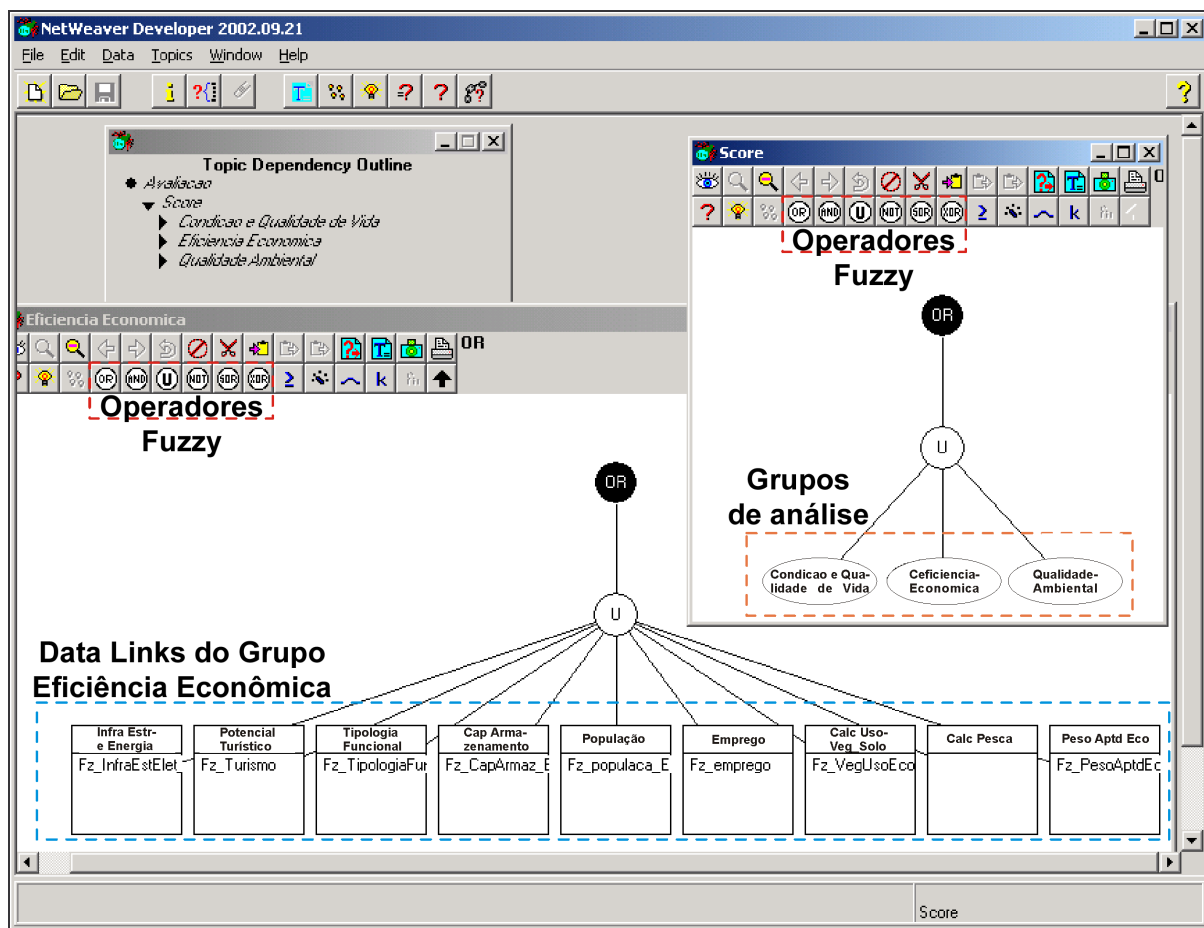 NetWeaver Developer 2002.09.21
File Edit Data Topics Window Help
Topic Dependency Outline
Avaliacao
Score
Condicao e Qualidade de Vida
Eficiencia Economica
Qualidade Ambiental
Score
OR AND U NOT SOR XOR
k
Operadores
Fuzzy
OR
U
Grupos
de análise
Condicao e Qua-
lidade de Vida
Ceficiencia-
Economica
Qualidade-
Ambiental
Eficiencia Economica
OR
OR AND U NOT SOR XOR
k
Operadores
Fuzzy
OR
U
Data Links do Grupo
Eficiência Econômica
Infra Estr-
e Energia
Fz_InfraEstElet
Potencial
Turístico
Fz_Turismo
Tipologia
Funcional
Fz_TipologiaFur
Cap Arma-
zenamento
Fz_CapArmaz_E
População
Fz_populaca_E
Emprego
Fz_emprego
Calc Uso-
Veg_Solo
Fz_VegUsoEco
Calc Pesca
Peso Aptd Eco
Fz_PesoAptdEc
Score